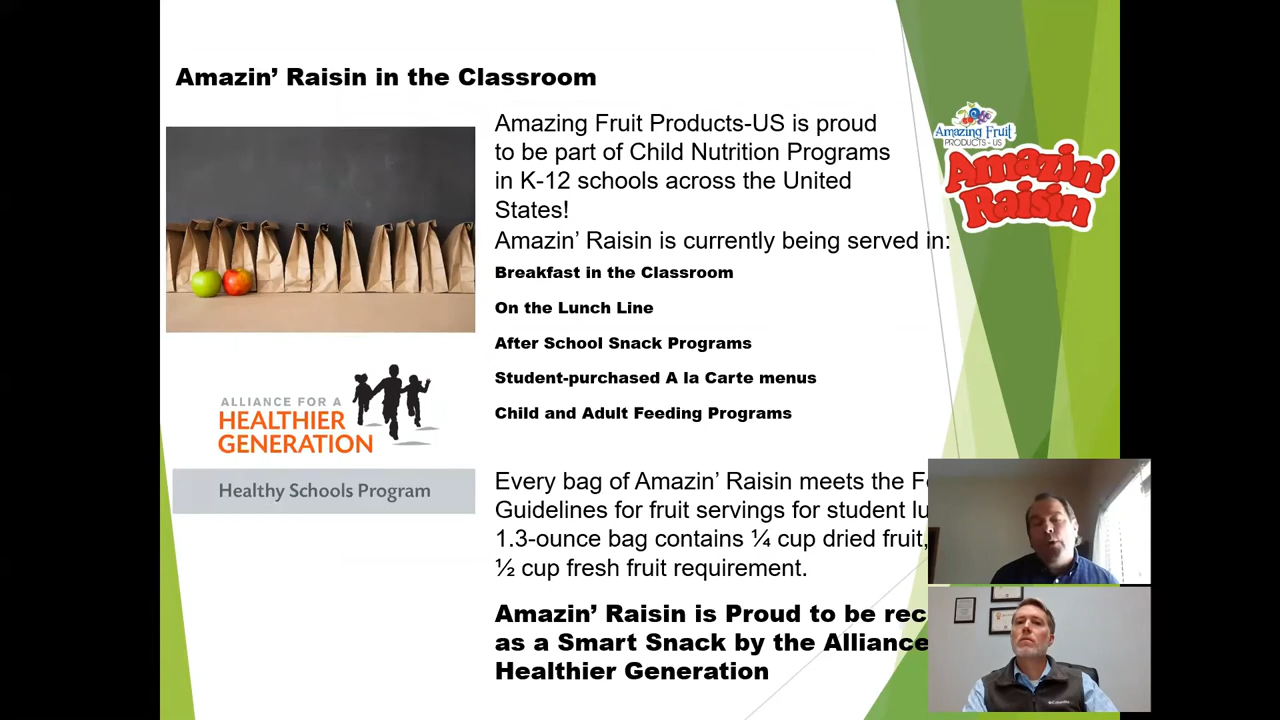 Amazin’ Raisin in the Classroom
Amazing Fruit Products-US is proud
to be part of Child Nutrition Programs
in K-12 schools across the United
States!
Amazin’ Raisin is currently being served in:
Breakfast in the Classroom
On the Lunch Line
After School Snack Programs
Student-purchased A la Carte menus
Child and Adult Feeding Programs
Every bag of Amazin’ Raisin meets the
Guidelines for fruit servings for student
1.3-ounce bag contains ¼ cup dried fruit,
½ cup fresh fruit requirement.
Amazin’ Raisin is Proud to be
as a Smart Snack by the Alliance
Healthier Generation
ALLIANCE FOR A
HEALTHIER
GENERATION
Healthy Schools Program
Amazing Fruit
PRODUCTS - US
Amazin’
Raisin
Columbia